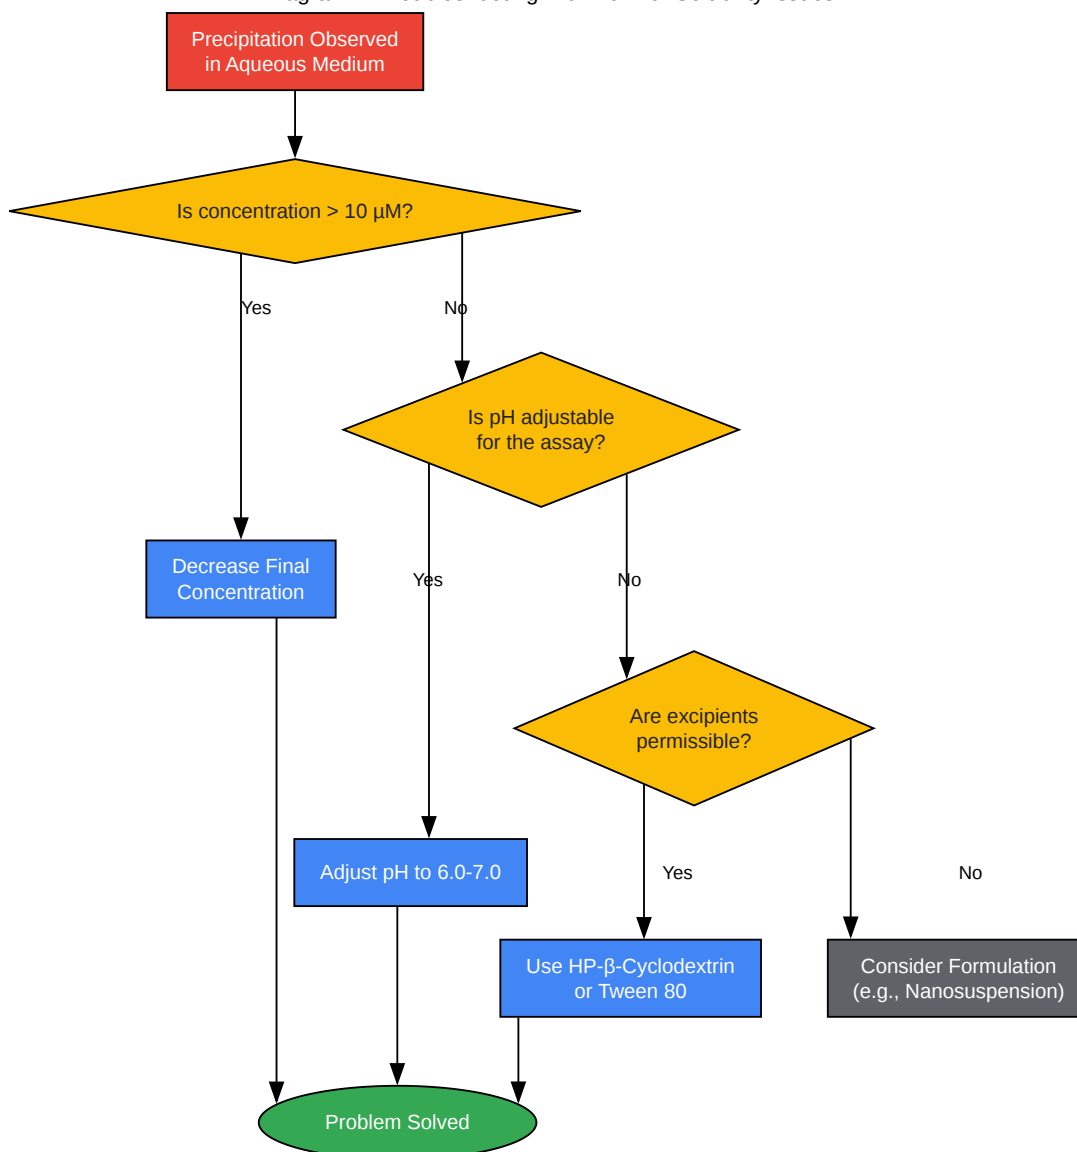 Precipitation Observed
in Aqueous Medium
Is concentration > 10 µM?
Yes
No
Is pH adjustable
for the assay?
Decrease Final
Concentration
Yes
No
Are excipients
permissible?
Adjust pH to 6.0-7.0
Yes
No
Use HP-β-Cyclodextrin
or Tween 80
Consider Formulation
(e.g., Nanosuspension)
Problem Solved